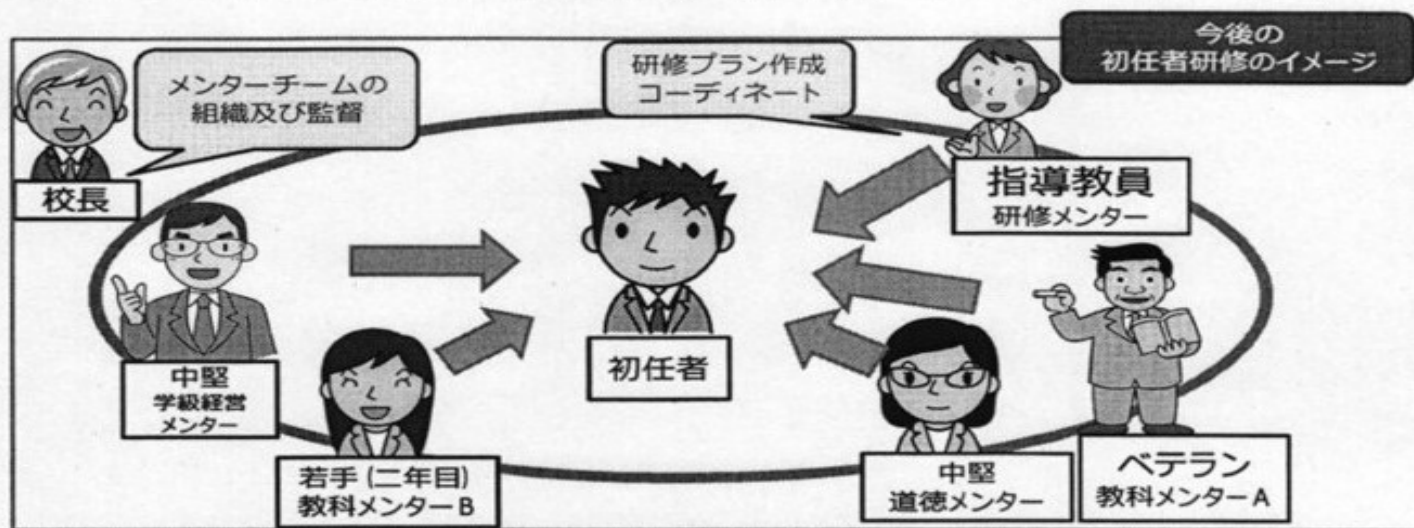 今後の
初任者研修のイメージ
メンターチームの
組織及び監督
研修プラン作成
コーディネート
校長
指導教員
研修メンター
初任者
中堅
学級経営
メンター
若手(二年目)
教科メンターB
中堅
道徳メンター
ベテラン
教科メンターA